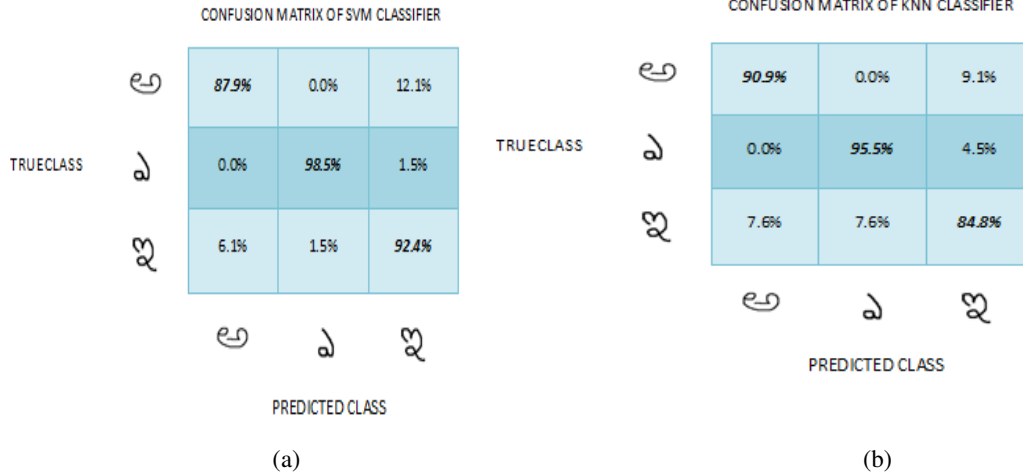 CONFUSION MATRIX OF SVM CLASSIFIER
అ 87.9% 0.0% 12.1%
TRUECLASS ఎ 0.0% 98.5% 1.5%
ఇ 6.1% 1.5% 92.4%
అ ఎ ఇ
PREDICTED CLASS
(a)
CONFUSION MATRIX OF KNN CLASSIFIER
అ 90.9% 0.0% 9.1%
TRUECLASS ఎ 0.0% 95.5% 4.5%
ఇ 7.6% 7.6% 84.8%
అ ఎ ఇ
PREDICTED CLASS
(b)